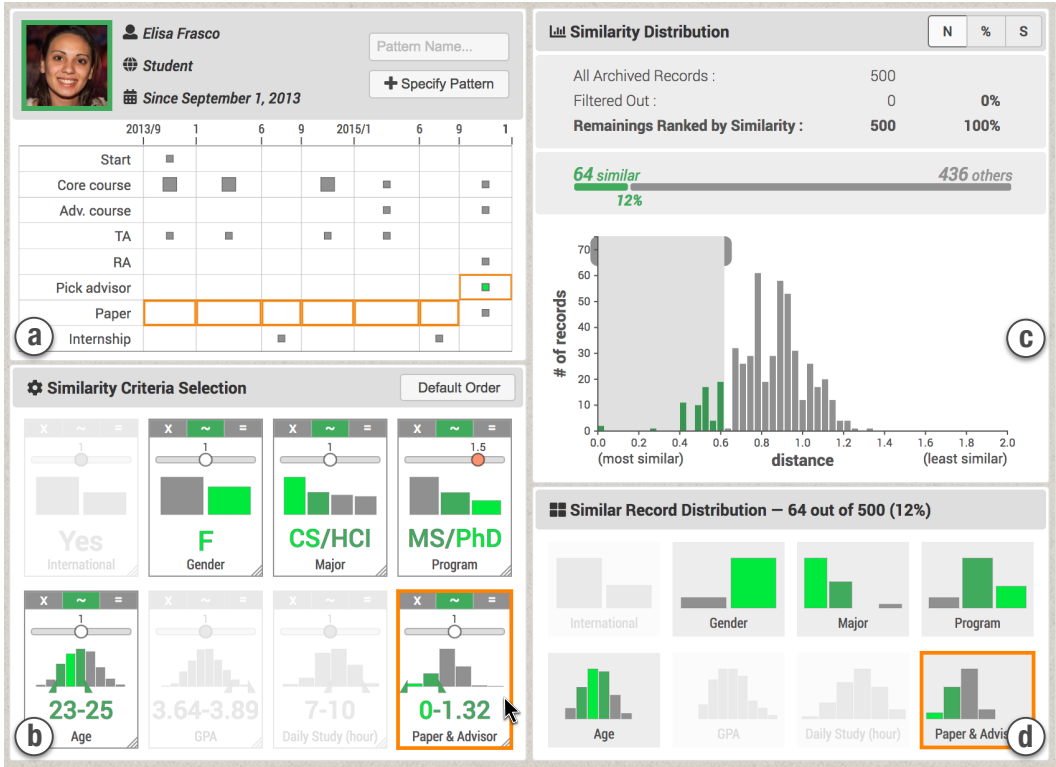 Elisa Frasco
Student
Since September 1, 2013
Pattern Name...
Specify Pattern
2013/9 1 6 9 2015/1 6 9 1
Start
Core course
Adv. course
TA
RA
Pick advisor
Paper
Internship
a
Similarity Criteria Selection
Default Order
x ~ = x ~ = x ~ = x ~ =
1 1 1 1.5
Yes F CS/HCI MS/PhD
International Gender Major Program
x ~ = x ~ = x ~ = x ~ =
1 1 1 1
23-25 3.64-3.89 7-10 0-1.32
Age GPA Daily Study (hour) Paper & Advisor
b
Similarity Distribution
N % S
All Archived Records : 500
Filtered Out : 0 0%
Remainings Ranked by Similarity : 500 100%
64 similar 436 others
12%
70
60
50
40
30
20
10
0
# of records
0.0 0.2 0.4 0.6 0.8 1.0 1.2 1.4 1.6 1.8 2.0
(most similar) distance (least similar)
c
Similar Record Distribution — 64 out of 500 (12%)
International Gender Major Program
Age GPA Daily Study (hour) Paper & Adviso
d